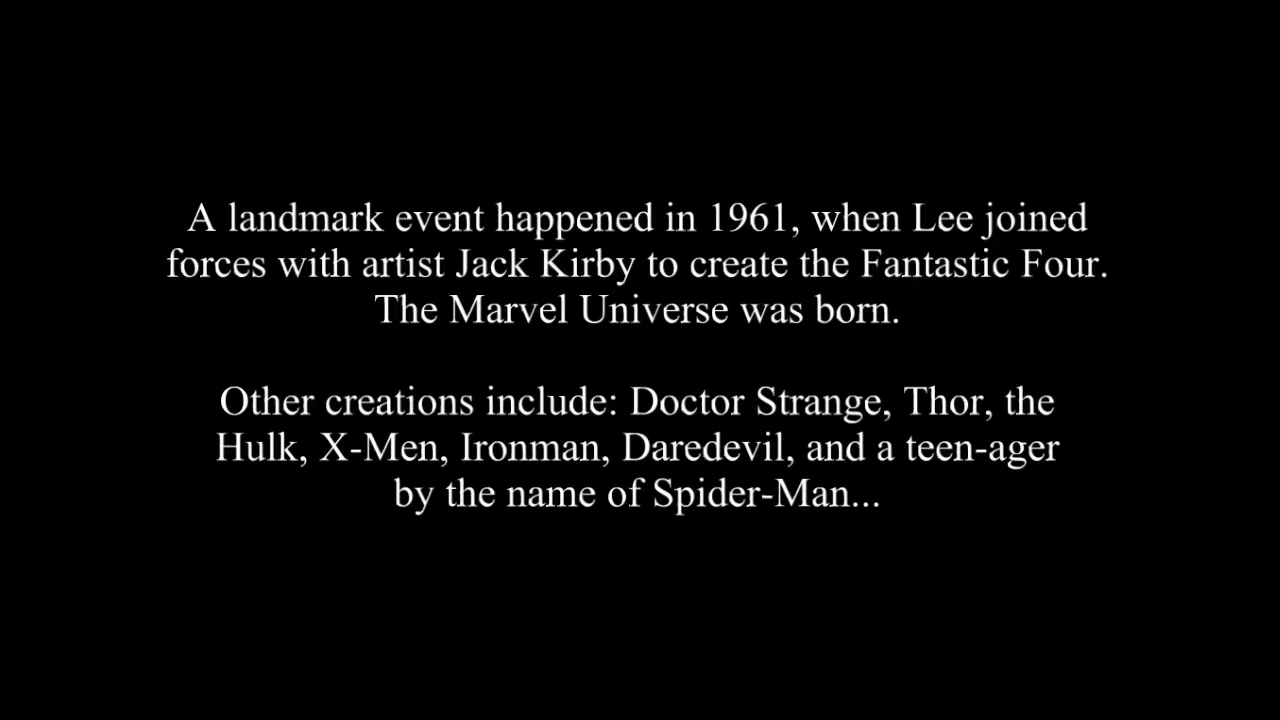 A landmark event happened in 1961, when Lee joined
forces with artist Jack Kirby to create the Fantastic Four.
The Marvel Universe was born.
Other creations include: Doctor Strange, Thor, the
Hulk, X-Men, Ironman, Daredevil, and a teen-ager
by the name of Spider-Man...